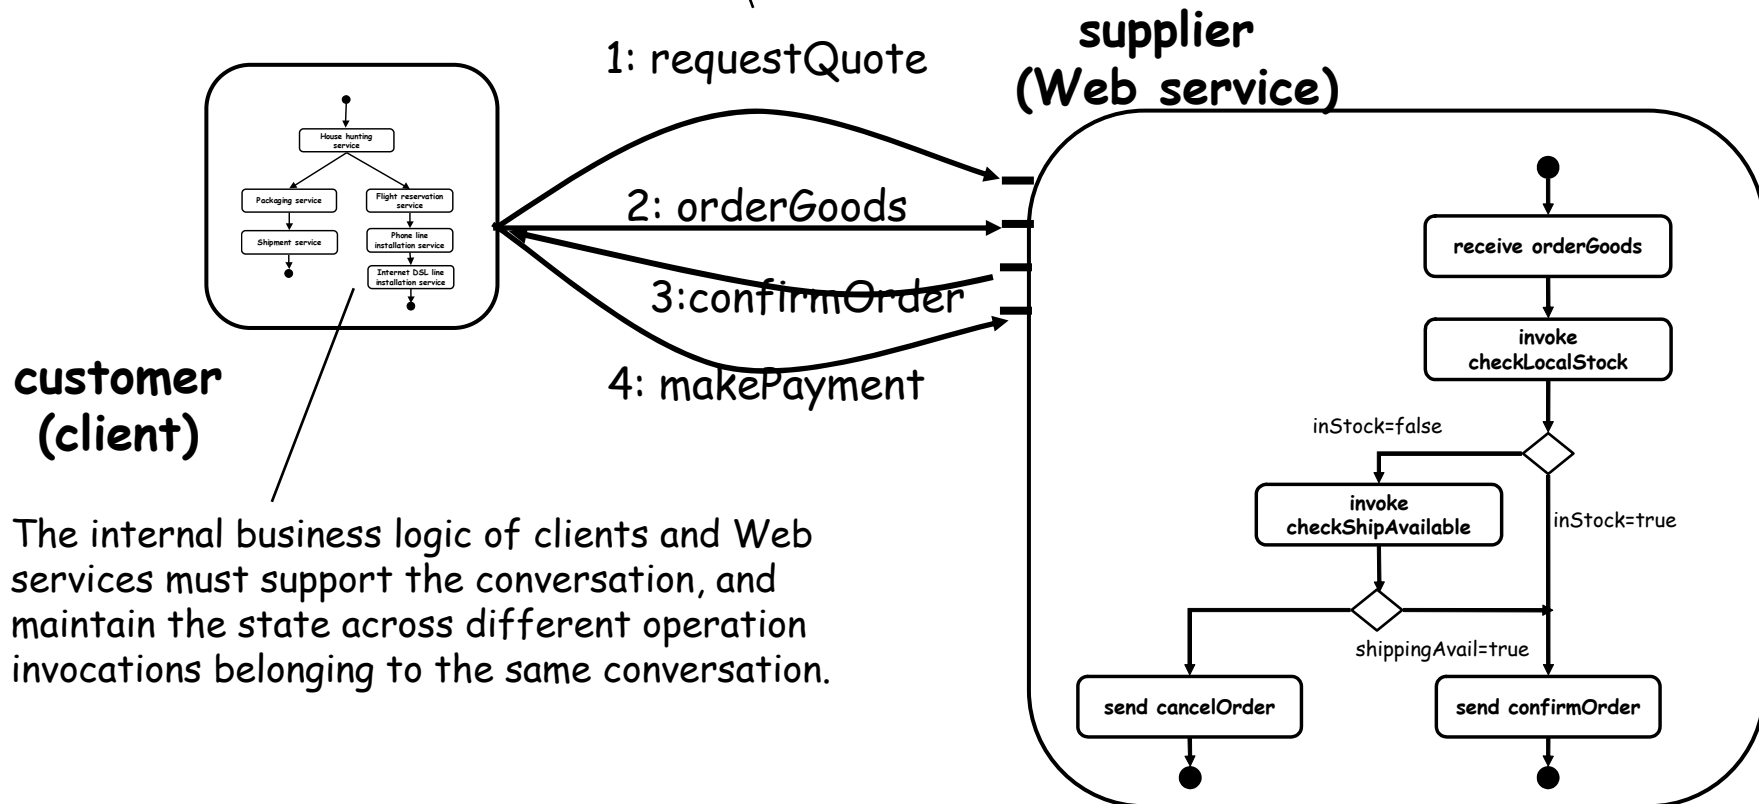 supplier
(Web service)
1: requestQuote
House hunting
service
Packaging service
Flight reservation
service
Shipment service
Phone line
installation service
Internet DSL line
installation service
2: orderGoods
3:confirmOrder
4: makePayment
customer
(client)
The internal business logic of clients and Web
services must support the conversation, and
maintain the state across different operation
invocations belonging to the same conversation.
receive orderGoods
invoke
checkLocalStock
inStock=false
invoke
checkShipAvailable
inStock=true
shippingAvail=true
send cancelOrder
send confirmOrder